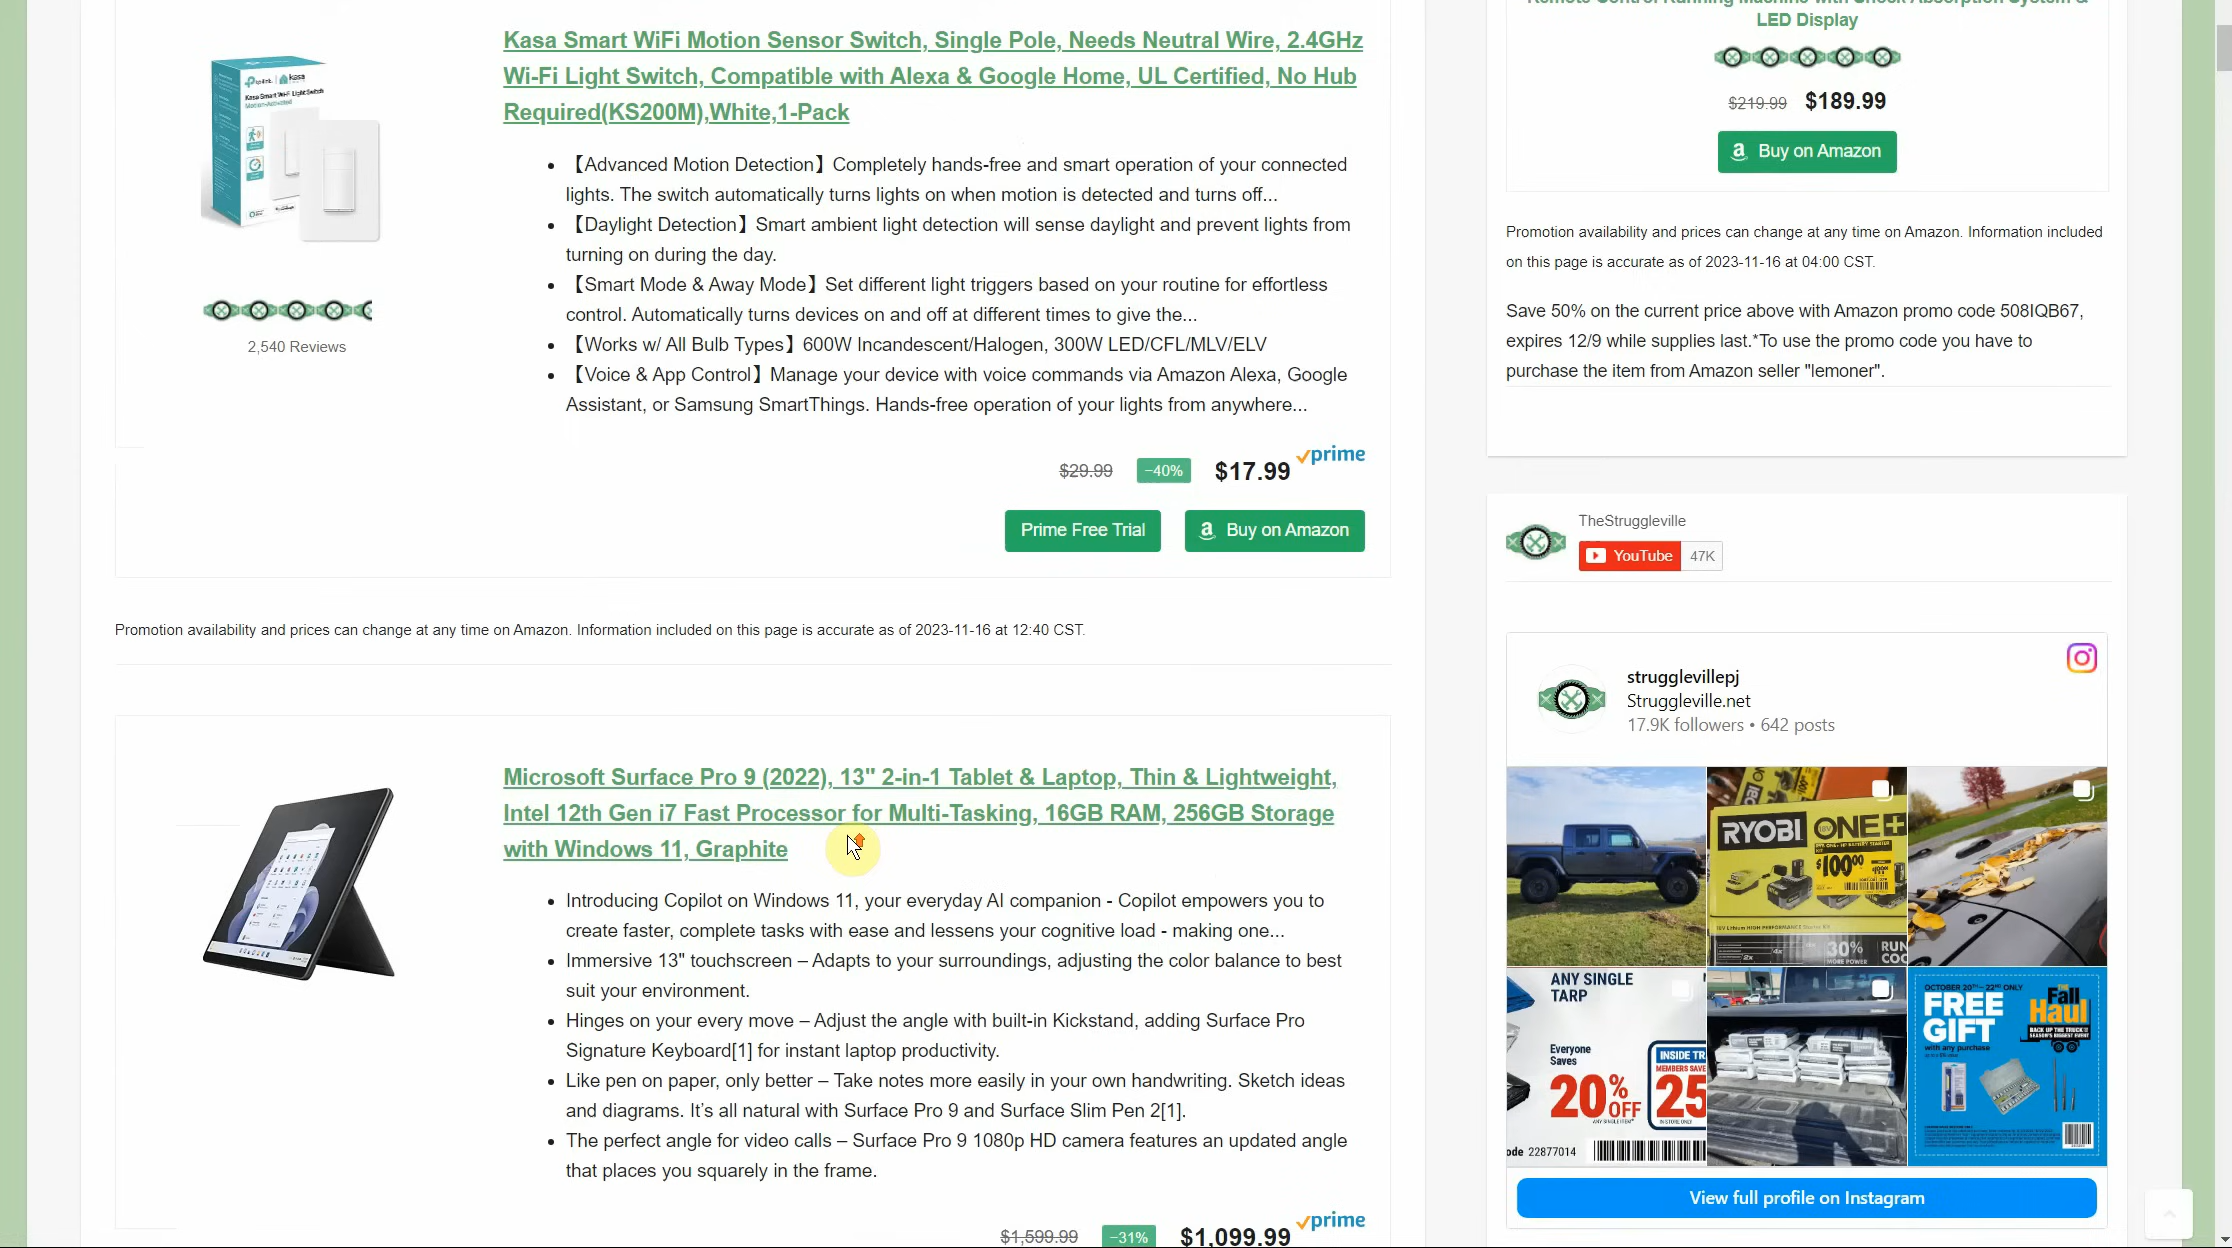 Kasa Smart WiFi Motion Sensor Switch, Single Pole, Needs Neutral Wire, 2.4GHz
Wi-Fi Light Switch, Compatible with Alexa & Google Home, UL Certified, No Hub
Required(KS200M),White,1-Pack
tp-link
kasa
Kasa Smart Wi-Fi Light Switch
Motion-Activated
【Advanced Motion Detection】Completely hands-free and smart operation of your connected
lights. The switch automatically turns lights on when motion is detected and turns off...
【Daylight Detection】Smart ambient light detection will sense daylight and prevent lights from
turning on during the day.
【Smart Mode & Away Mode】Set different light triggers based on your routine for effortless
control. Automatically turns devices on and off at different times to give the...
【Works w/ All Bulb Types】600W Incandescent/Halogen, 300W LED/CFL/MLV/ELV
【Voice & App Control】Manage your device with voice commands via Amazon Alexa, Google
Assistant, or Samsung SmartThings. Hands-free operation of your lights from anywhere...
2,540 Reviews
$29.99 −40% $17.99 prime
Prime Free Trial
Buy on Amazon
Promotion availability and prices can change at any time on Amazon. Information included on this page is accurate as of 2023-11-16 at 12:40 CST.
Microsoft Surface Pro 9 (2022), 13" 2-in-1 Tablet & Laptop, Thin & Lightweight,
Intel 12th Gen i7 Fast Processor for Multi-Tasking, 16GB RAM, 256GB Storage
with Windows 11, Graphite
Introducing Copilot on Windows 11, your everyday AI companion - Copilot empowers you to
create faster, complete tasks with ease and lessens your cognitive load - making one...
Immersive 13" touchscreen – Adapts to your surroundings, adjusting the color balance to best
suit your environment.
Hinges on your every move – Adjust the angle with built-in Kickstand, adding Surface Pro
Signature Keyboard[1] for instant laptop productivity.
Like pen on paper, only better – Take notes more easily in your own handwriting. Sketch ideas
and diagrams. It’s all natural with Surface Pro 9 and Surface Slim Pen 2[1].
The perfect angle for video calls – Surface Pro 9 1080p HD camera features an updated angle
that places you squarely in the frame.
$1,599.99 −31% $1,099.99 prime
Remote Control Running Machine with Shock Absorption System &
LED Display
$219.99 $189.99
Buy on Amazon
Promotion availability and prices can change at any time on Amazon. Information included
on this page is accurate as of 2023-11-16 at 04:00 CST.
Save 50% on the current price above with Amazon promo code 508IQB67,
expires 12/9 while supplies last.*To use the promo code you have to
purchase the item from Amazon seller "lemoner".
TheStruggleville
YouTube 47K
strugglevillepj
Struggleville.net
17.9K followers • 642 posts
RYOBI ONE+
$100.00
30%
MORE POWER
ANY SINGLE
TARP
Everyone
Saves
20%
OFF
INSIDE TR
MEMBERS SAVE
25
ode 22877014
OCTOBER 20TH - 22ND ONLY
FREE
GIFT
with any purchase
The
Fall
Haul
BACK UP THE TRUCK
View full profile on Instagram